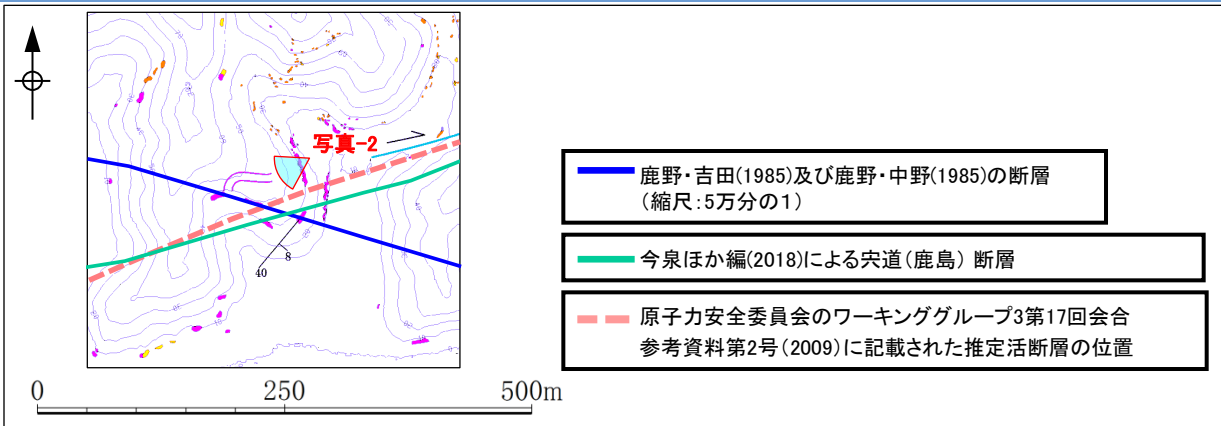 写真-2
8
40
鹿野・吉田(1985)及び鹿野・中野(1985)の断層
(縮尺:5万分の1)
今泉ほか編(2018)による宍道(鹿島) 断層
原子力安全委員会のワーキンググループ3第17回会合
参考資料第2号(2009)に記載された推定活断層の位置
0 250 500m